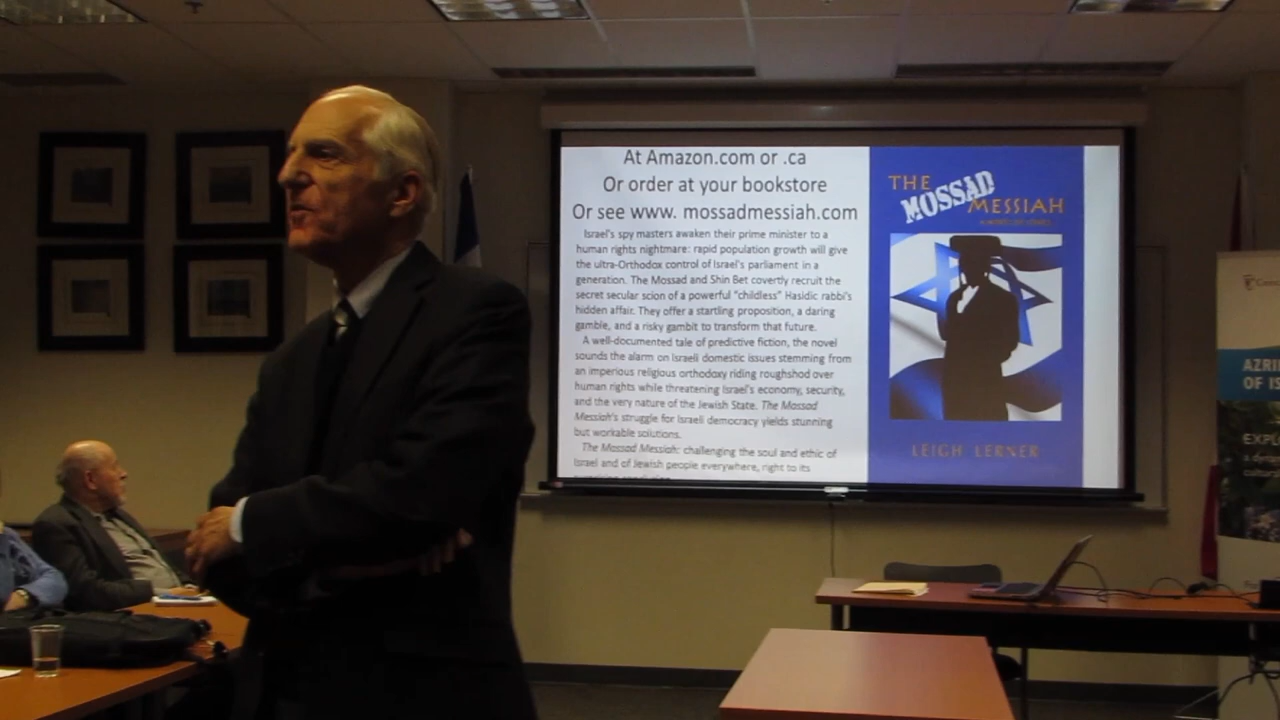 At Amazon.com or .ca
Or order at your bookstore
Or see www. mossadmessiah.com
Israel's spy masters awaken their prime minister to a
human rights nightmare: rapid population growth will give
the ultra-Orthodox control of Israel's parliament in a
generation. The Mossad and Shin Bet covertly recruit the
secret secular scion of a powerful "childless" Hasidic rabbi's
hidden affair. They offer a startling proposition, a daring
gamble, and a risky gambit to transform that future.
A well-documented tale of predictive fiction, the novel
sounds the alarm on Israeli domestic issues stemming from
an imperious religious orthodoxy riding roughshod over
human rights while threatening Israel's economy, security,
and the very nature of the Jewish State. The Mossad
Messiah's struggle for Israeli democracy yields stunning
but workable solutions.
The Mossad Messiah: challenging the soul and ethic of
Israel and of Jewish people everywhere, right to its
THE
MOSSAD
MESSIAH
LEIGH LERNER
AZRI
OF IS
EXPL
a dyna
cultu